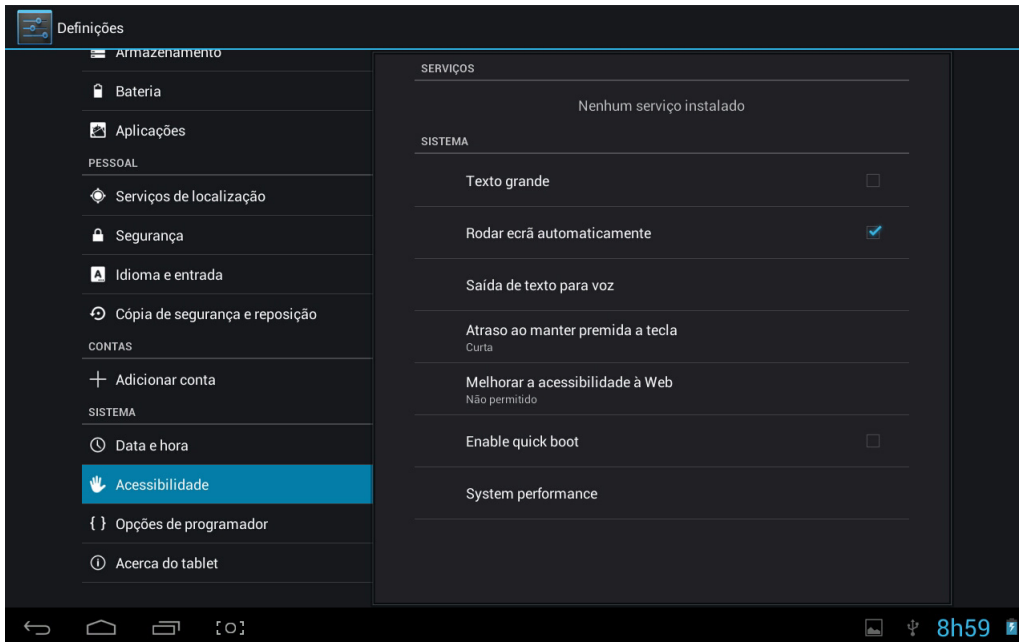 Definições
Armazenamento
Bateria
Aplicações
PESSOAL
Serviços de localização
Segurança
Idioma e entrada
Cópia de segurança e reposição
CONTAS
Adicionar conta
SISTEMA
Data e hora
Acessibilidade
Opções de programador
Acerca do tablet
SERVIÇOS
Nenhum serviço instalado
SISTEMA
Texto grande
Rodar ecrã automaticamente
Saída de texto para voz
Atraso ao manter premida a tecla
Curta
Melhorar a acessibilidade à Web
Não permitido
Enable quick boot
System performance
8h59